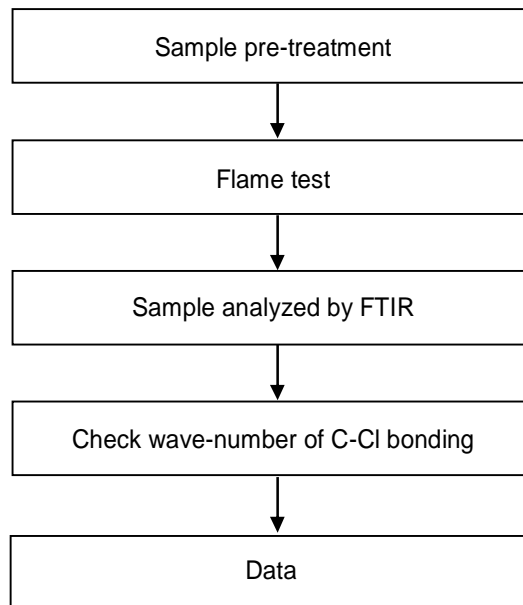 Sample pre-treatment
Flame test
Sample analyzed by FTIR
Check wave-number of C-Cl bonding
Data